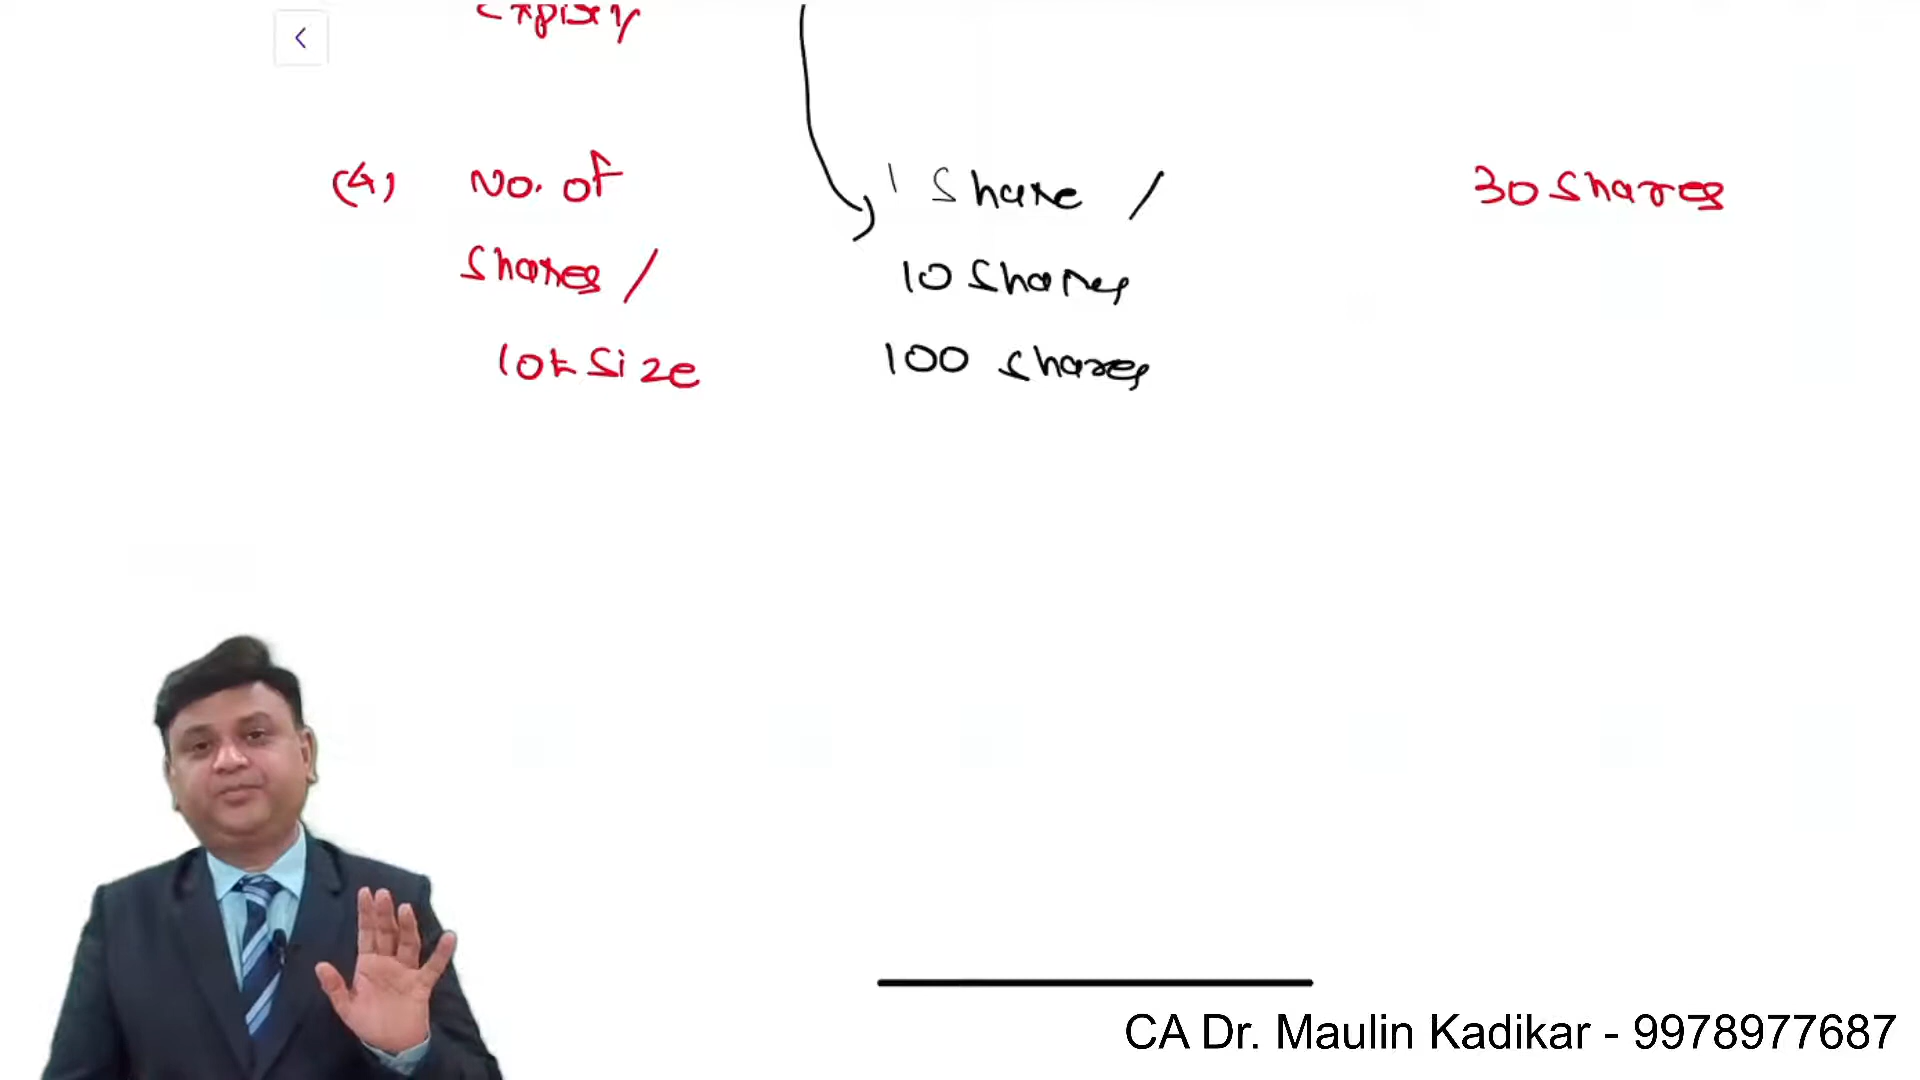 Expiry
(4) No. of 1 Share / 30 Shares
Shares / 10 Shares
lot Size 100 Shares
CA Dr. Maulin Kadikar - 9978977687